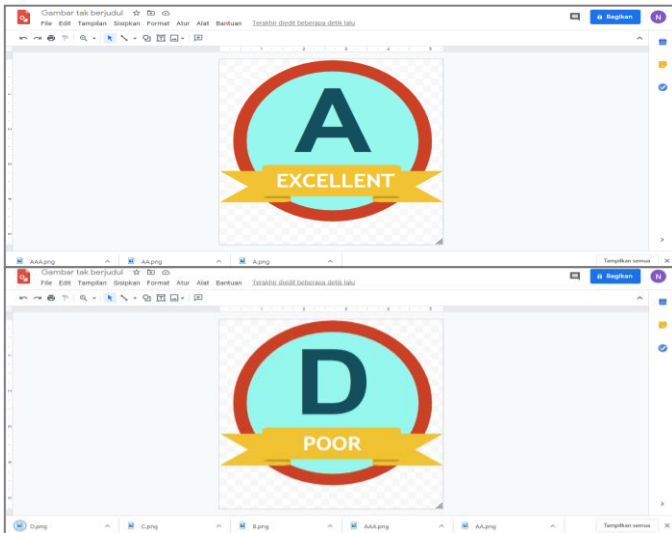 Gambar tak berjudul
File Edit Tampilan Sisipkan Format Atur Alat Bantuan Terakhir diedit beberapa detik lalu
Bagikan
N
A
EXCELLENT
AAA.png AA.png A.png Tampilkan semua
Gambar tak berjudul
File Edit Tampilan Sisipkan Format Atur Alat Bantuan Terakhir diedit beberapa detik lalu
Bagikan
N
D
POOR
D.png C.png B.png AAA.png AA.png Tampilkan semua